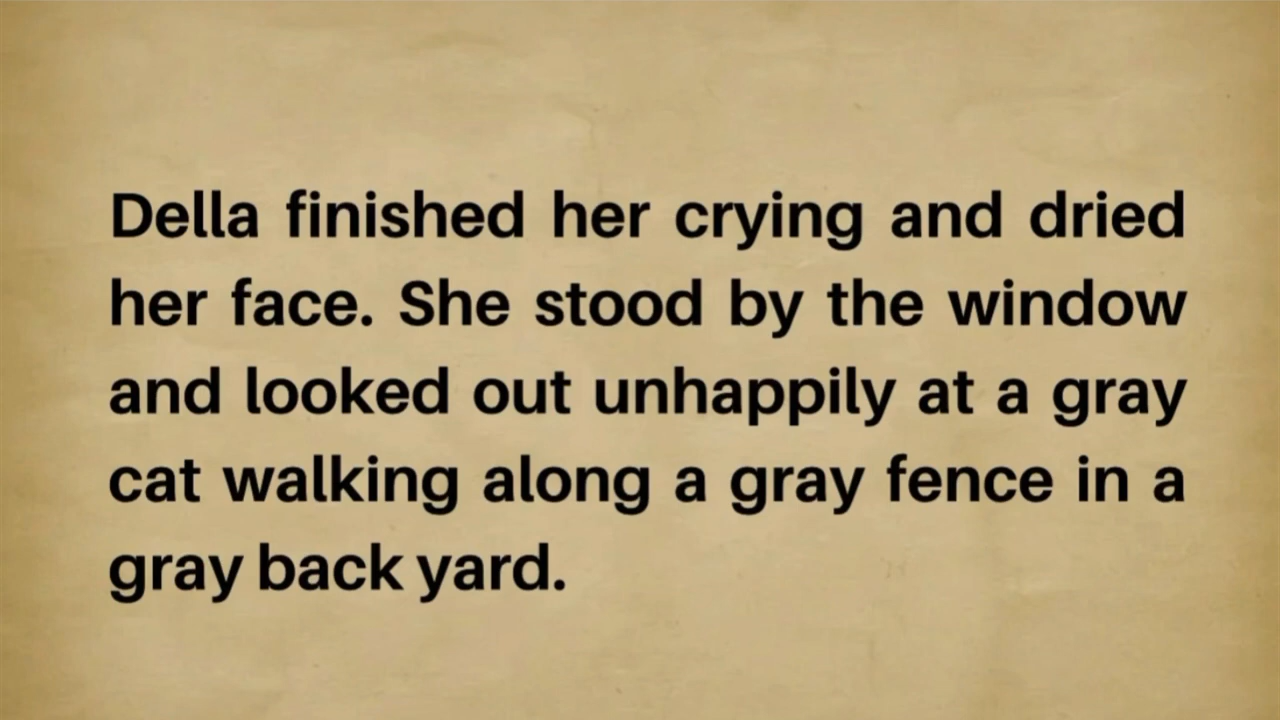 Della finished her crying and dried
her face. She stood by the window
and looked out unhappily at a gray
cat walking along a gray fence in a
gray back yard.